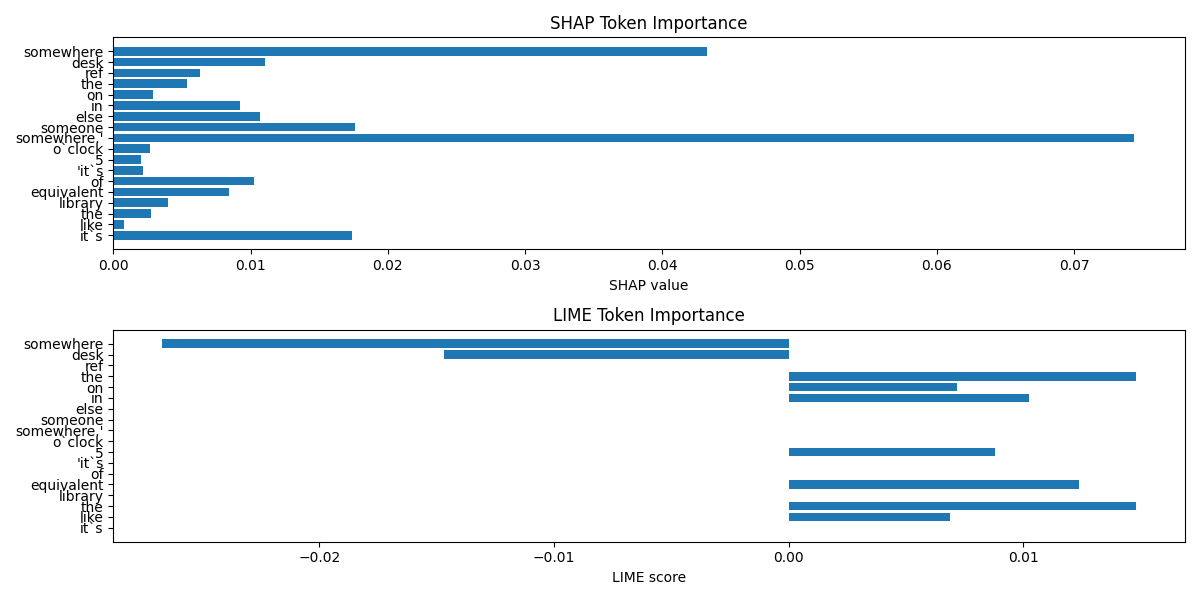 SHAP Token Importance
somewhere
desk
ref
the
on
in
else
someone
somewhere,'
o`clock
5
'it`s
of
equivalent
library
the
like
it`s
0.00 0.01 0.02 0.03 0.04 0.05 0.06 0.07
SHAP value
LIME Token Importance
somewhere
desk
ref
the
on
in
else
someone
somewhere,'
o`clock
5
'it`s
of
equivalent
library
the
like
it`s
−0.02 −0.01 0.00 0.01
LIME score